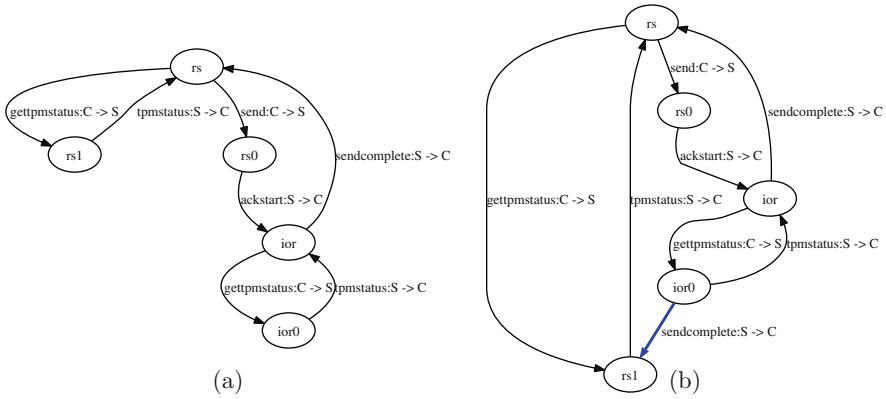 rs
gettpmstatus:C -> S
tpmstatus:S -> C
send:C -> S
rs1
rs0
sendcomplete:S -> C
ackstart:S -> C
ior
gettpmstatus:C -> S
tpmstatus:S -> C
ior0
(a)
rs
send:C -> S
rs0
sendcomplete:S -> C
ackstart:S -> C
gettpmstatus:C -> S
tpmstatus:S -> C
ior
gettpmstatus:C -> S
tpmstatus:S -> C
ior0
sendcomplete:S -> C
rs1
(b)